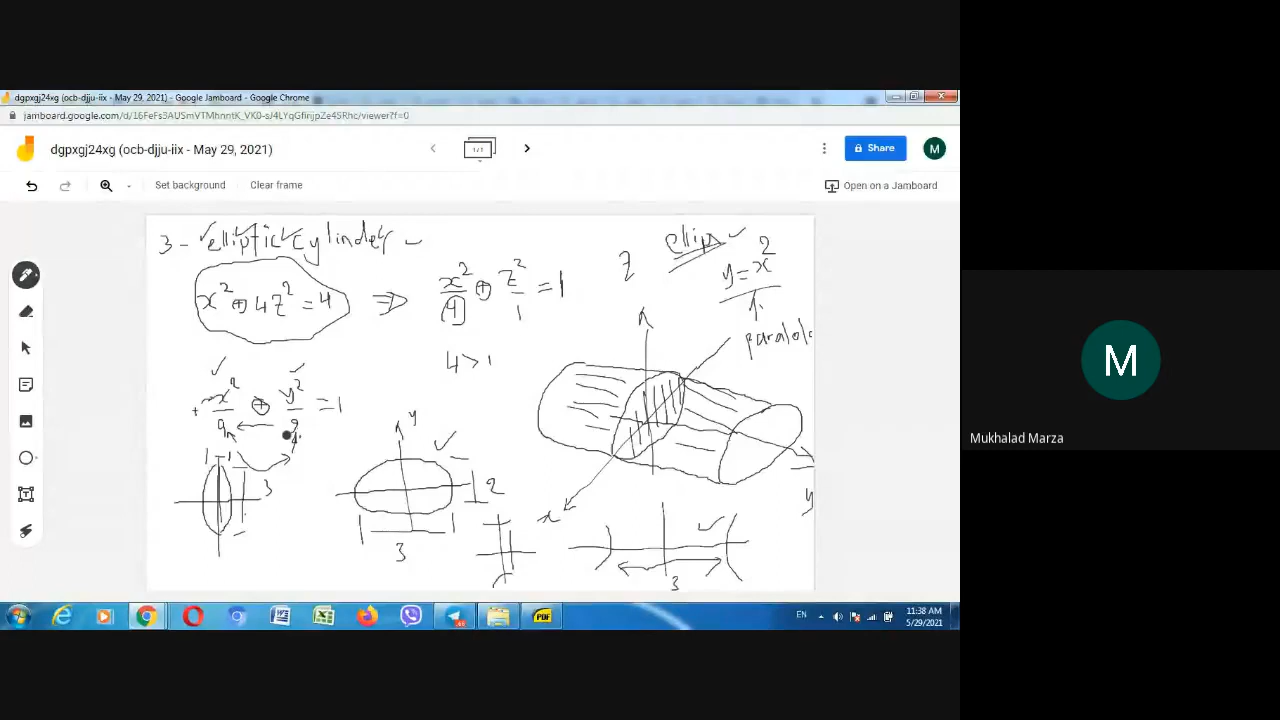 dgpxgj24xg (ocb-djju-iix - May 29, 2021) - Google Jamboard - Google Chrome
dgpxgj24xg (ocb-djju-iix - May 29, 2021)
1/1
Share
M
Set background
Clear frame
Open on a Jamboard
3 - elliptic cylinder
x² + 4z² = 4 ⇒ x²/4 + z²/1 = 1
z
y = x²
4 > 1
+ x²/9 + y²/ = 1
3
y
2
3
x
y
3
EN
11:38 AM
5/29/2021
M
Mukhalad Marza